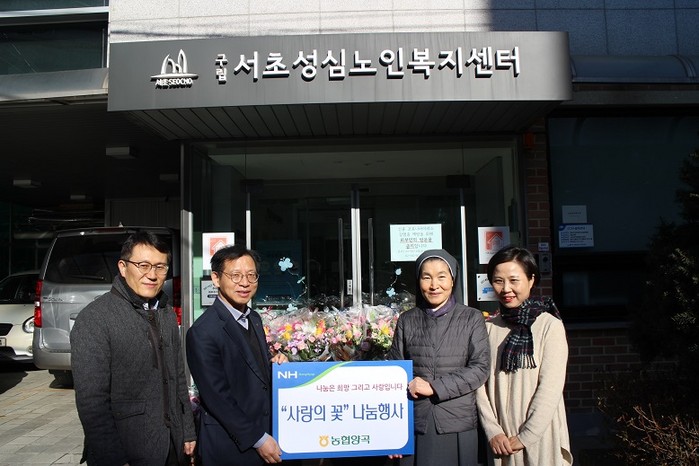 SEOCHO
구립
서초성심노인복지센터
NH
나눔은 희망 그리고 사랑입니다
“사랑의 꽃” 나눔행사
농협양곡